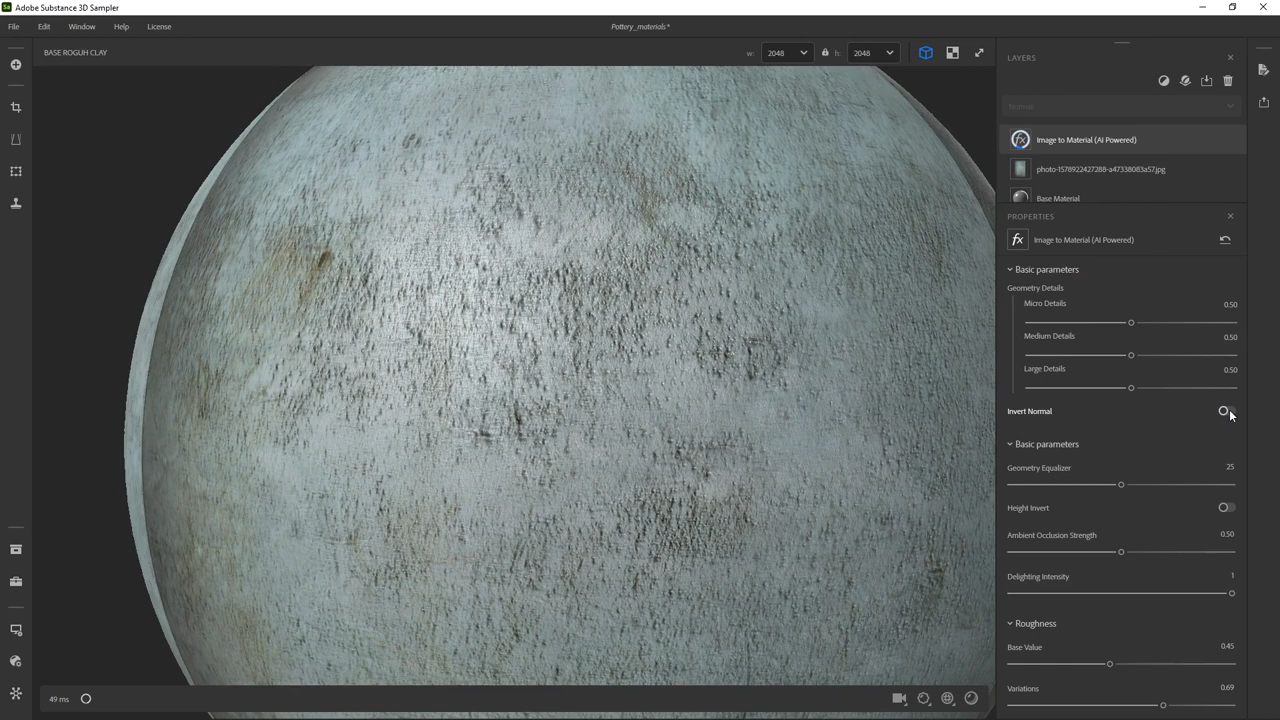 Sa Adobe Substance 3D Sampler
File Edit Window Help License Pottery_materials*
BASE ROGUH CLAY w: 2048 h: 2048
LAYERS
Normal
Image to Material (AI Powered)
photo-1578922427288-a47338083a57.jpg
Base Material
PROPERTIES
fx Image to Material (AI Powered)
Basic parameters
Geometry Details
Micro Details 0.50
Medium Details 0.50
Large Details 0.50
Invert Normal
Basic parameters
Geometry Equalizer 25
Height Invert
Ambient Occlusion Strength 0.50
Delighting Intensity 1
Roughness
Base Value 0.45
Variations 0.69
49 ms